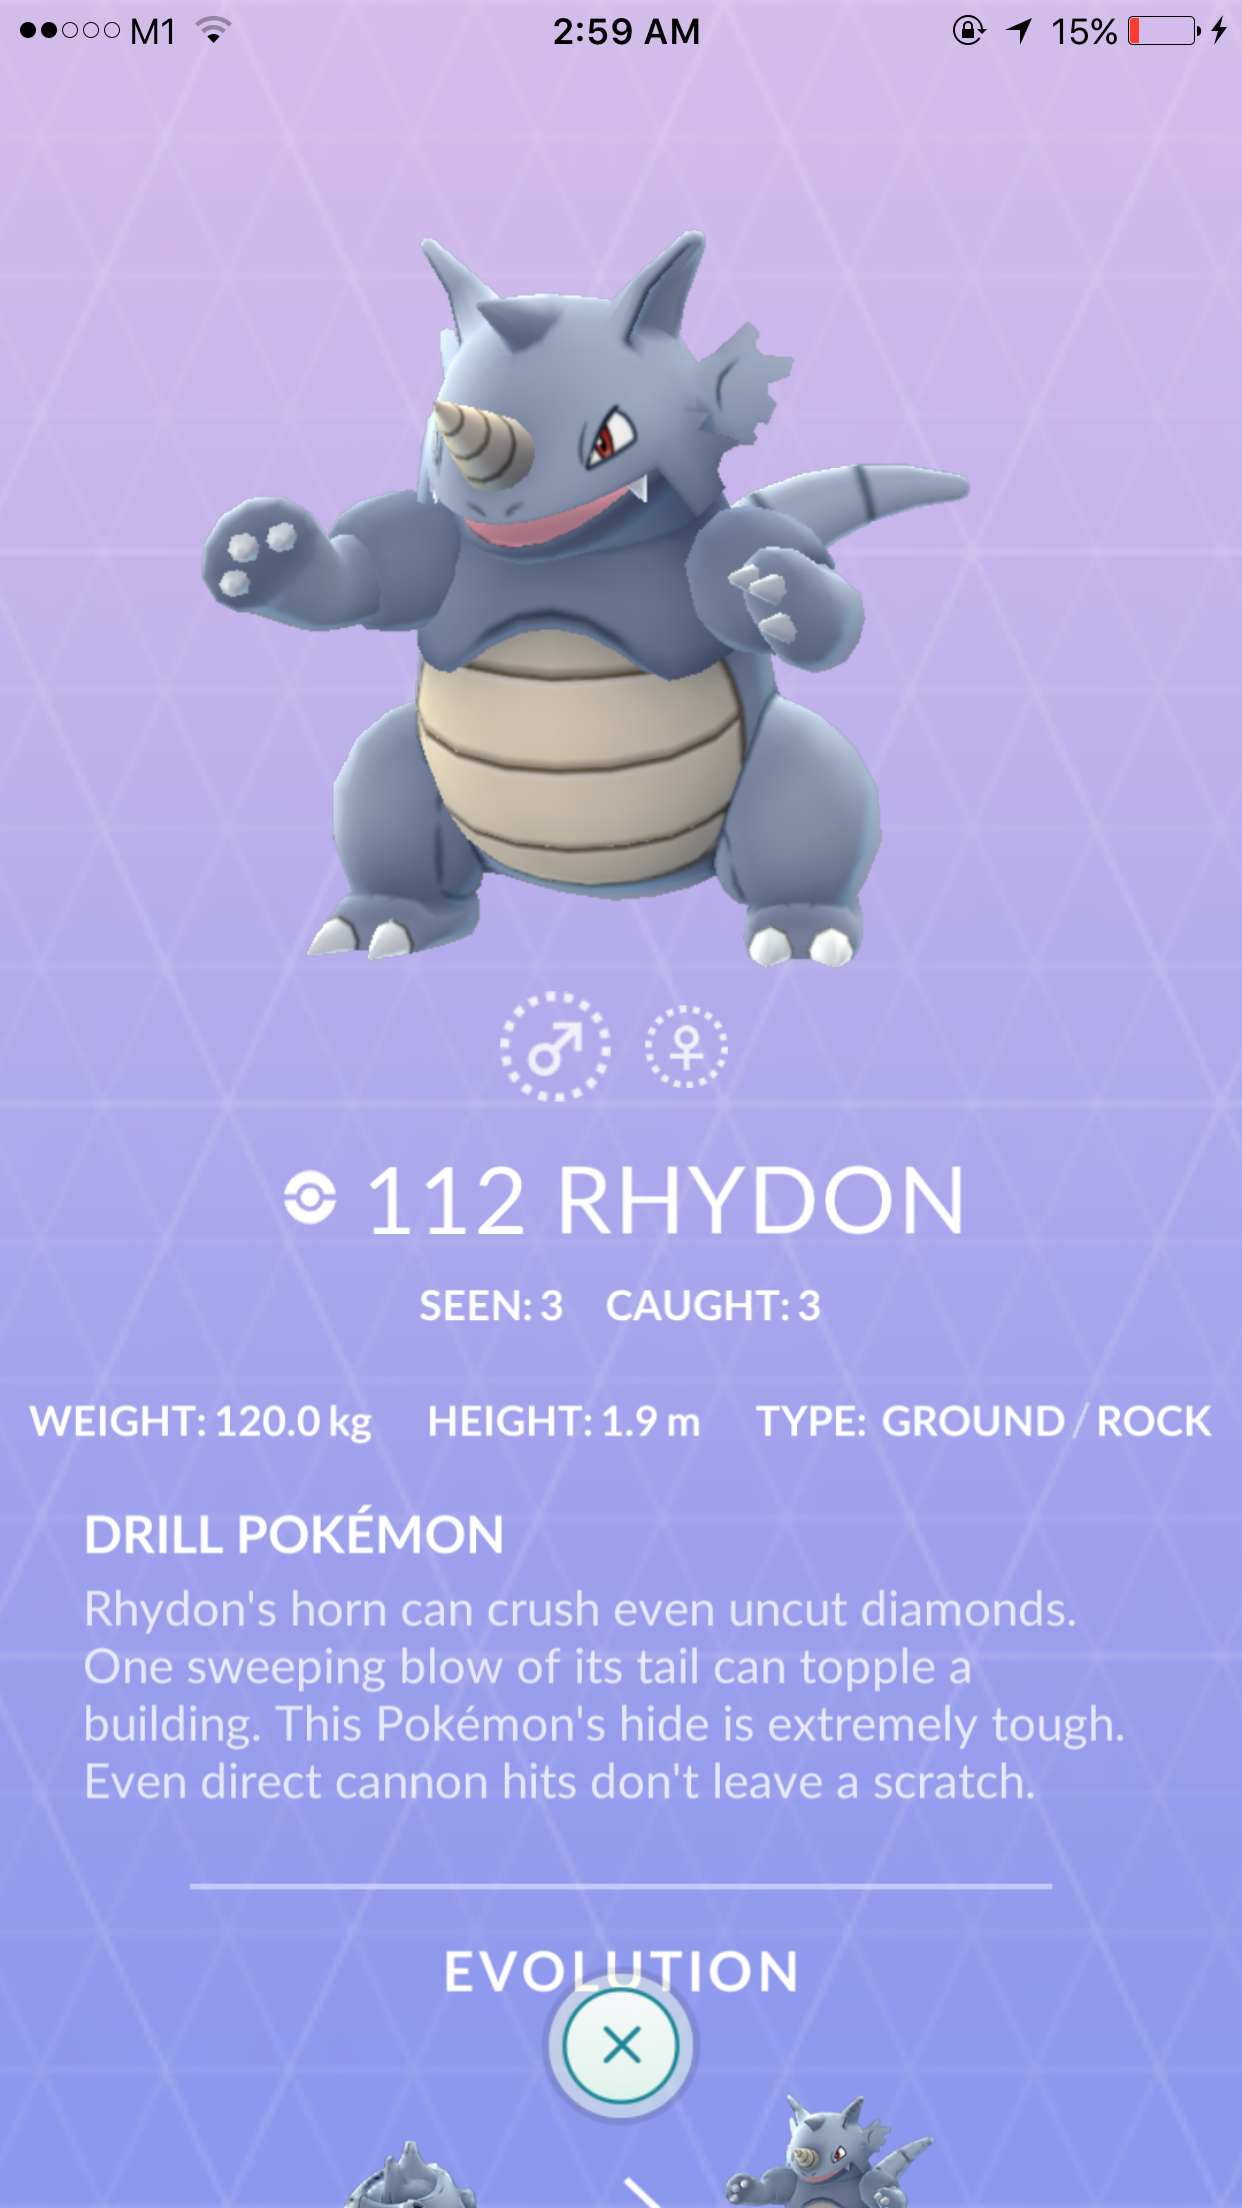 M1 2:59 AM 15%
112 RHYDON
SEEN: 3 CAUGHT: 3
WEIGHT: 120.0 kg HEIGHT: 1.9 m TYPE: GROUND / ROCK
DRILL POKÉMON
Rhydon's horn can crush even uncut diamonds.
One sweeping blow of its tail can topple a
building. This Pokémon's hide is extremely tough.
Even direct cannon hits don't leave a scratch.
EVOLUTION